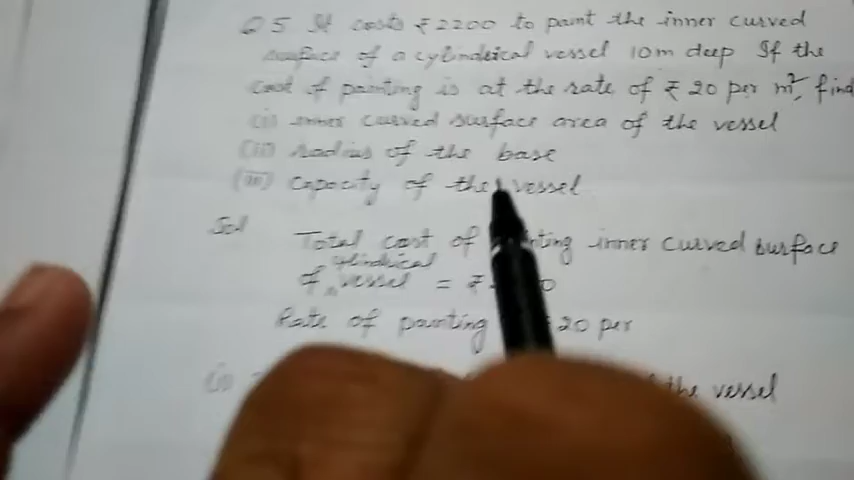 Q 5 It costs ₹2200 to paint the inner curved
surface of a cylindrical vessel 10m deep If the
cost of painting is at the rate of ₹ 20 per m², find
(i) inner curved surface area of the vessel
(ii) radius of the base
(iii) capacity of the vessel
Sol Total cost of inner curved surface
cylindrical
of vessel = ₹
Rate of painting 20 per
(i) the vessel